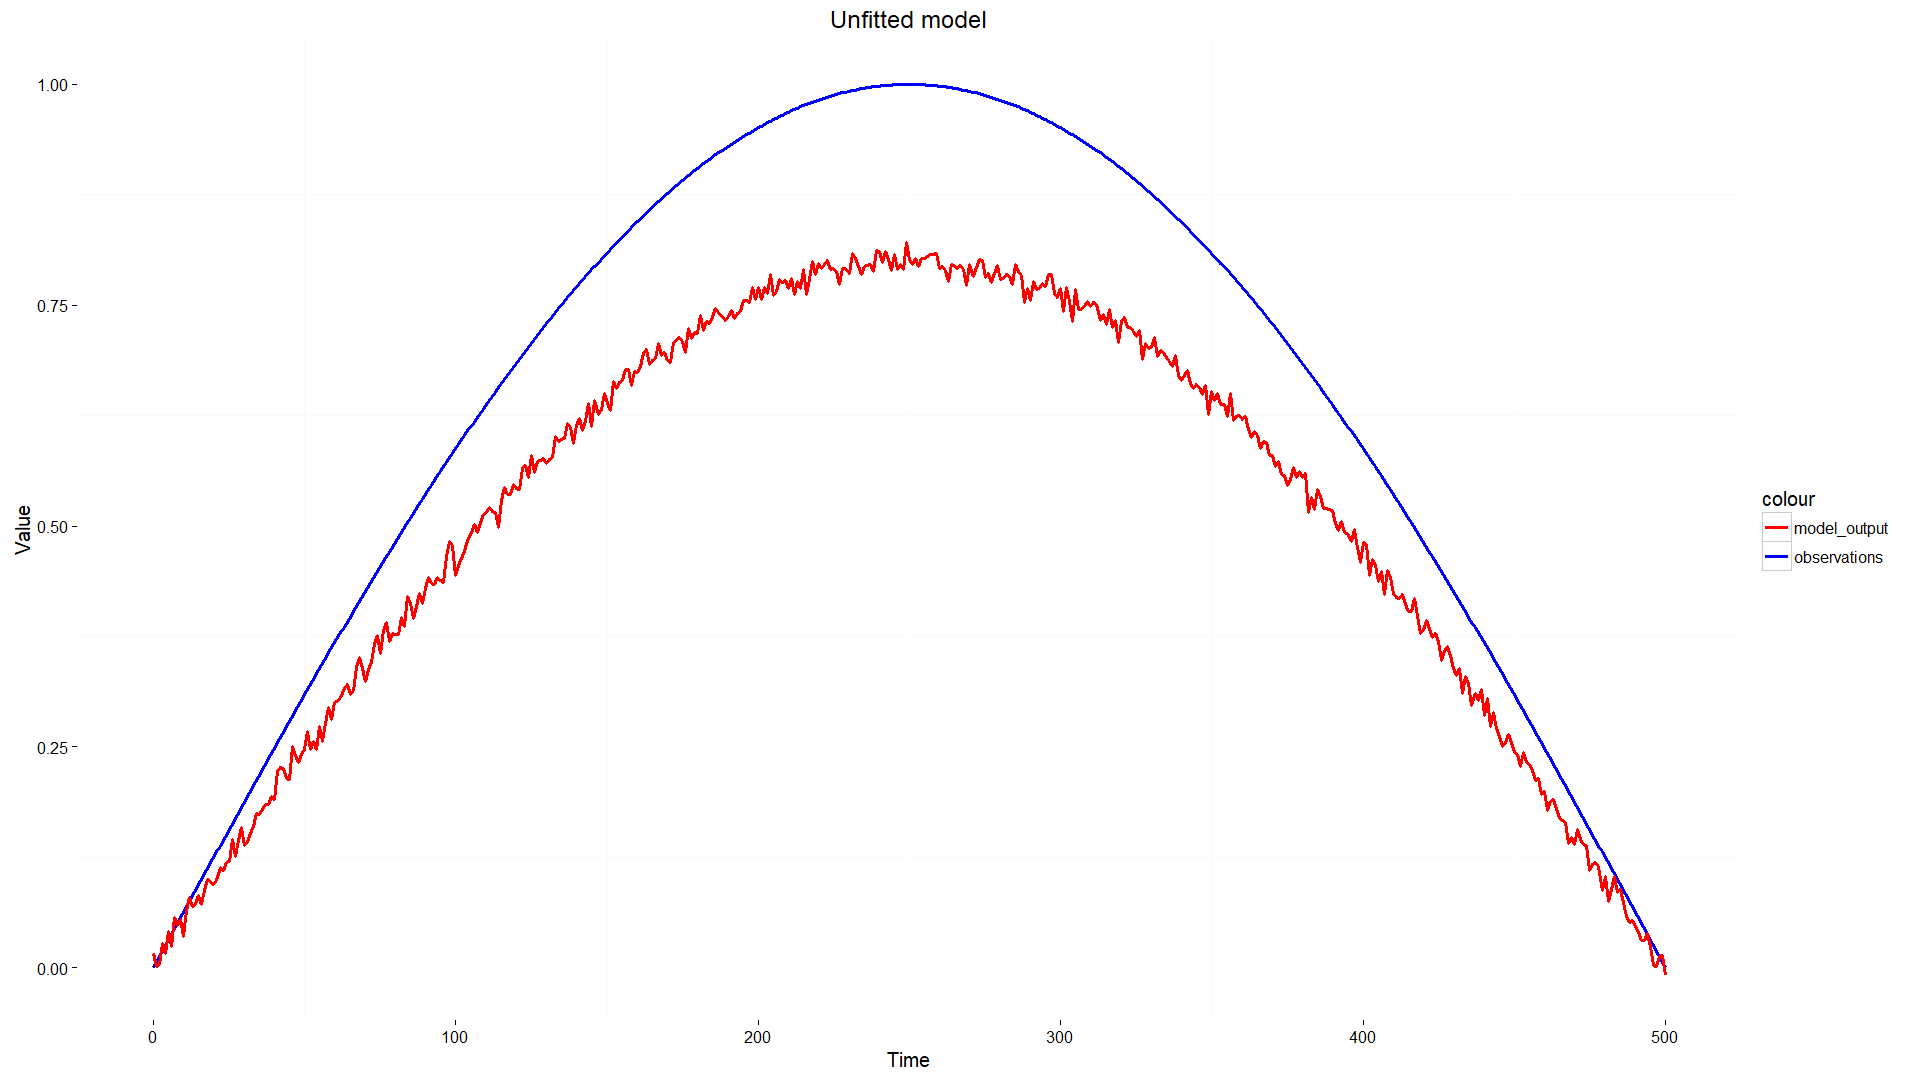 Unfitted model
1.00
0.75
0.50
0.25
0.00
Value
0 100 200 300 400 500
Time
colour
model_output
observations